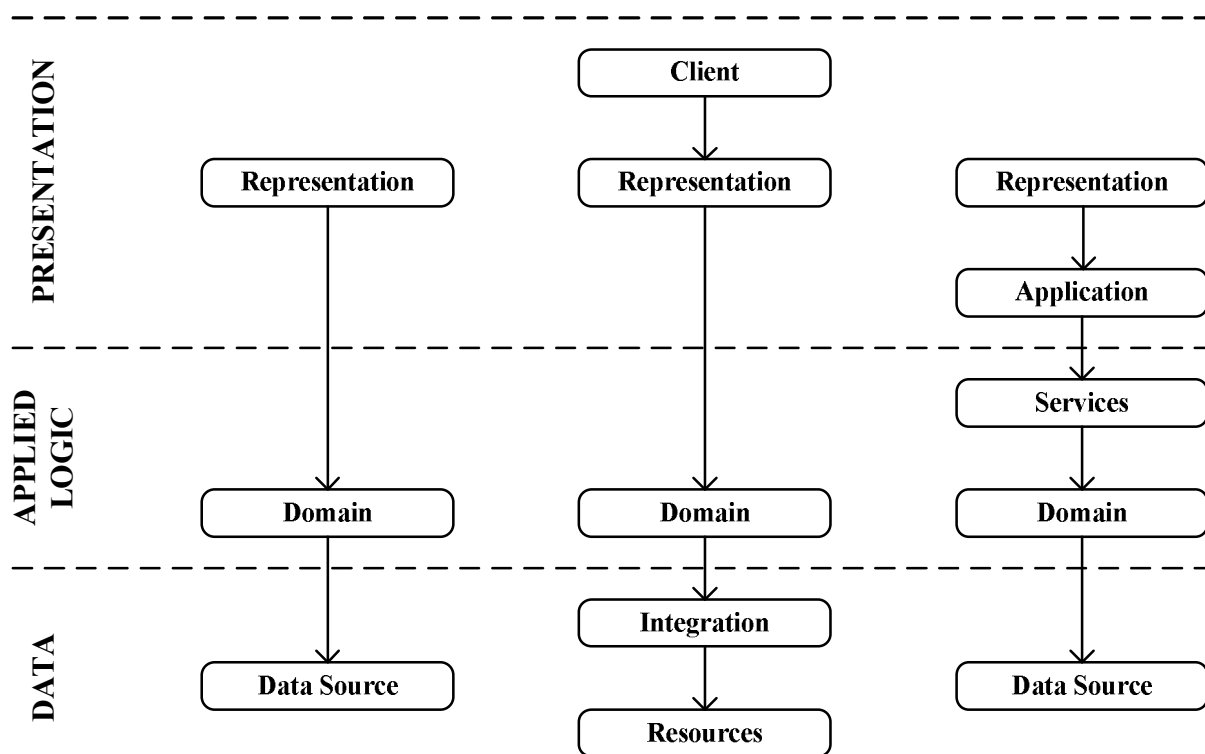 PRESENTATION
Client
Representation
Representation
Representation
Application
APPLIED
LOGIC
Services
Domain
Domain
Domain
DATA
Integration
Data Source
Data Source
Resources